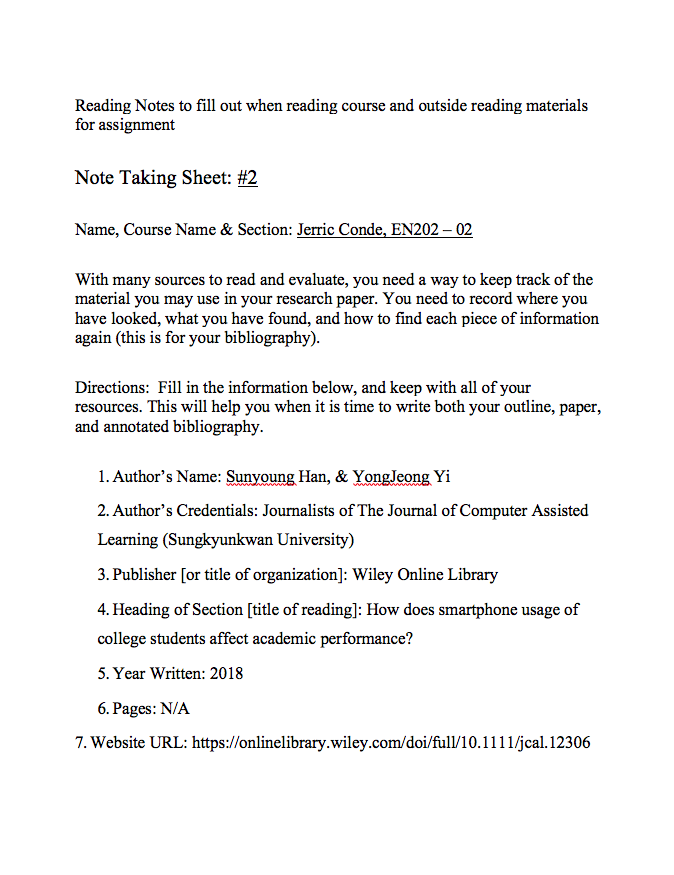 Reading Notes to fill out when reading course and outside reading materials
for assignment
Note Taking Sheet: #2
Name, Course Name & Section: Jerric Conde, EN202 – 02
With many sources to read and evaluate, you need a way to keep track of the
material you may use in your research paper. You need to record where you
have looked, what you have found, and how to find each piece of information
again (this is for your bibliography).
Directions:  Fill in the information below, and keep with all of your
resources. This will help you when it is time to write both your outline, paper,
and annotated bibliography.
1. Author’s Name: Sunyoung Han, & YongJeong Yi
2. Author’s Credentials: Journalists of The Journal of Computer Assisted
Learning (Sungkyunkwan University)
3. Publisher [or title of organization]: Wiley Online Library
4. Heading of Section [title of reading]: How does smartphone usage of
college students affect academic performance?
5. Year Written: 2018
6. Pages: N/A
7. Website URL: https://onlinelibrary.wiley.com/doi/full/10.1111/jcal.12306